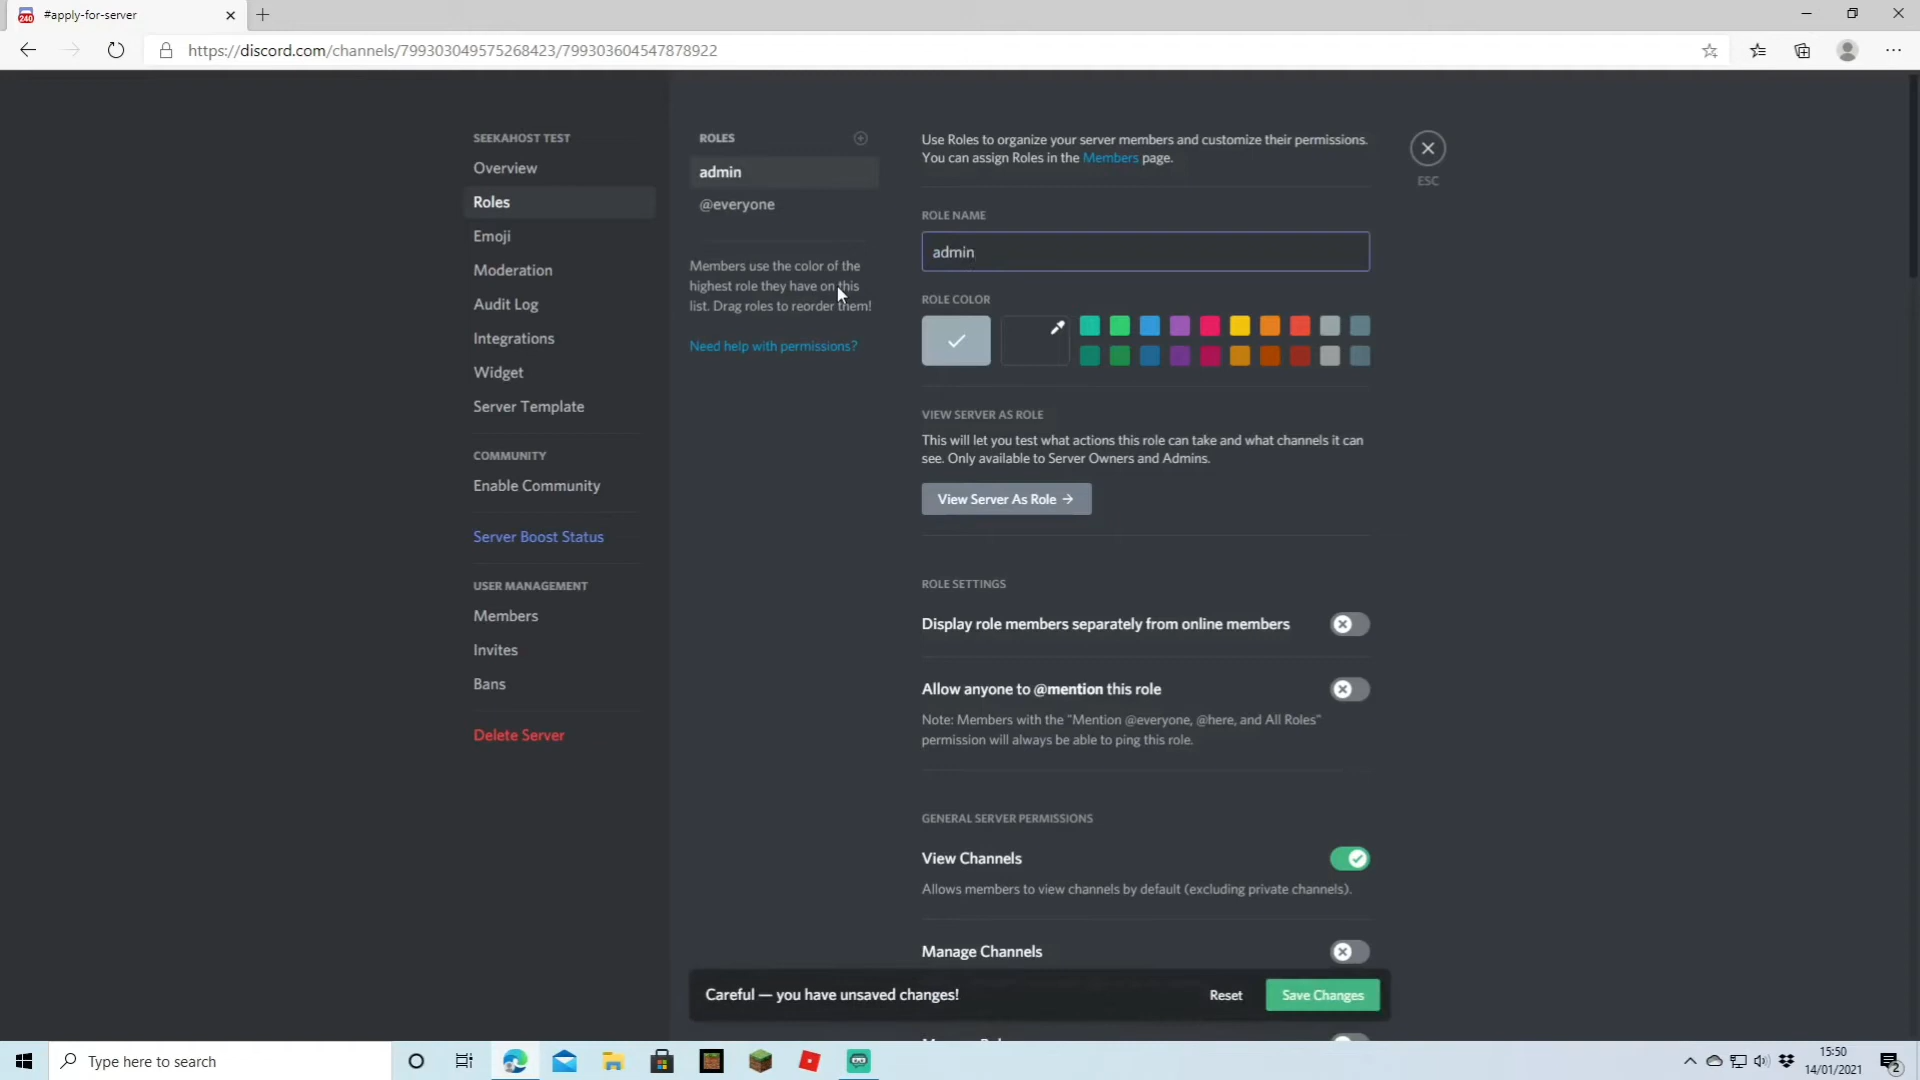 #apply-for-server
https://discord.com/channels/799303049575268423/799303604547878922
SEEKAHOST TEST
Overview
Roles
Emoji
Moderation
Audit Log
Integrations
Widget
Server Template
COMMUNITY
Enable Community
Server Boost Status
USER MANAGEMENT
Members
Invites
Bans
Delete Server
ROLES
admin
@everyone
Members use the color of the
highest role they have on this
list. Drag roles to reorder them!
Need help with permissions?
Use Roles to organize your server members and customize their permissions.
You can assign Roles in the Members page.
ESC
ROLE NAME
admin
ROLE COLOR
VIEW SERVER AS ROLE
This will let you test what actions this role can take and what channels it can
see. Only available to Server Owners and Admins.
View Server As Role →
ROLE SETTINGS
Display role members separately from online members
Allow anyone to @mention this role
Note: Members with the "Mention @everyone, @here, and All Roles"
permission will always be able to ping this role.
GENERAL SERVER PERMISSIONS
View Channels
Allows members to view channels by default (excluding private channels).
Manage Channels
Careful — you have unsaved changes!
Reset
Save Changes
Type here to search
15:50
14/01/2021
2
240